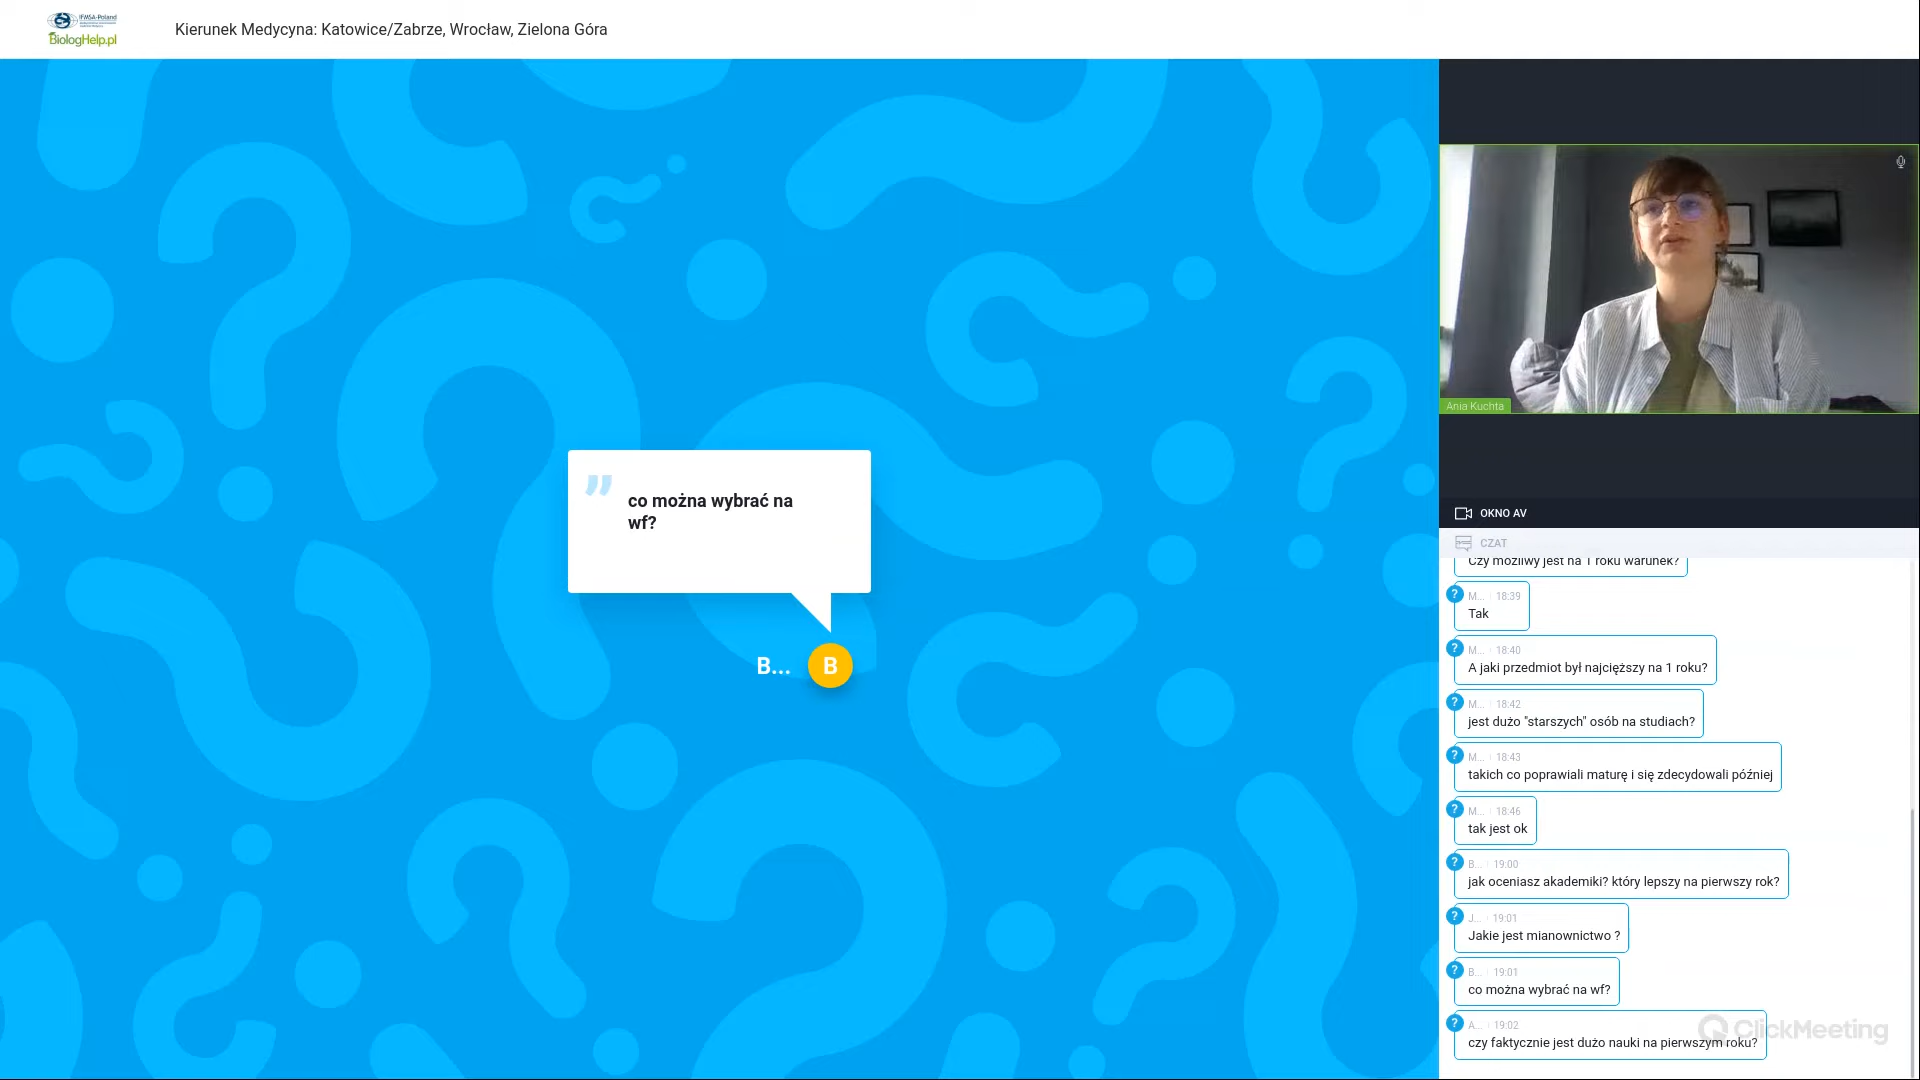 IFMSA-Poland
BiologHelp.pl
Kierunek Medycyna: Katowice/Zabrze, Wrocław, Zielona Góra
co można wybrać na
wf?
B...
B
Ania Kuchta
OKNO AV
CZAT
Czy możliwy jest na 1 roku warunek?
M... 18:39
Tak
M... 18:40
A jaki przedmiot był najcięższy na 1 roku?
M... 18:42
jest dużo "starszych" osób na studiach?
M... 18:43
takich co poprawiali maturę i się zdecydowali później
M... 18:46
tak jest ok
B... 19:00
jak oceniasz akademiki? który lepszy na pierwszy rok?
J... 19:01
Jakie jest mianownictwo ?
B... 19:01
co można wybrać na wf?
A... 19:02
czy faktycznie jest dużo nauki na pierwszym roku?
ClickMeeting